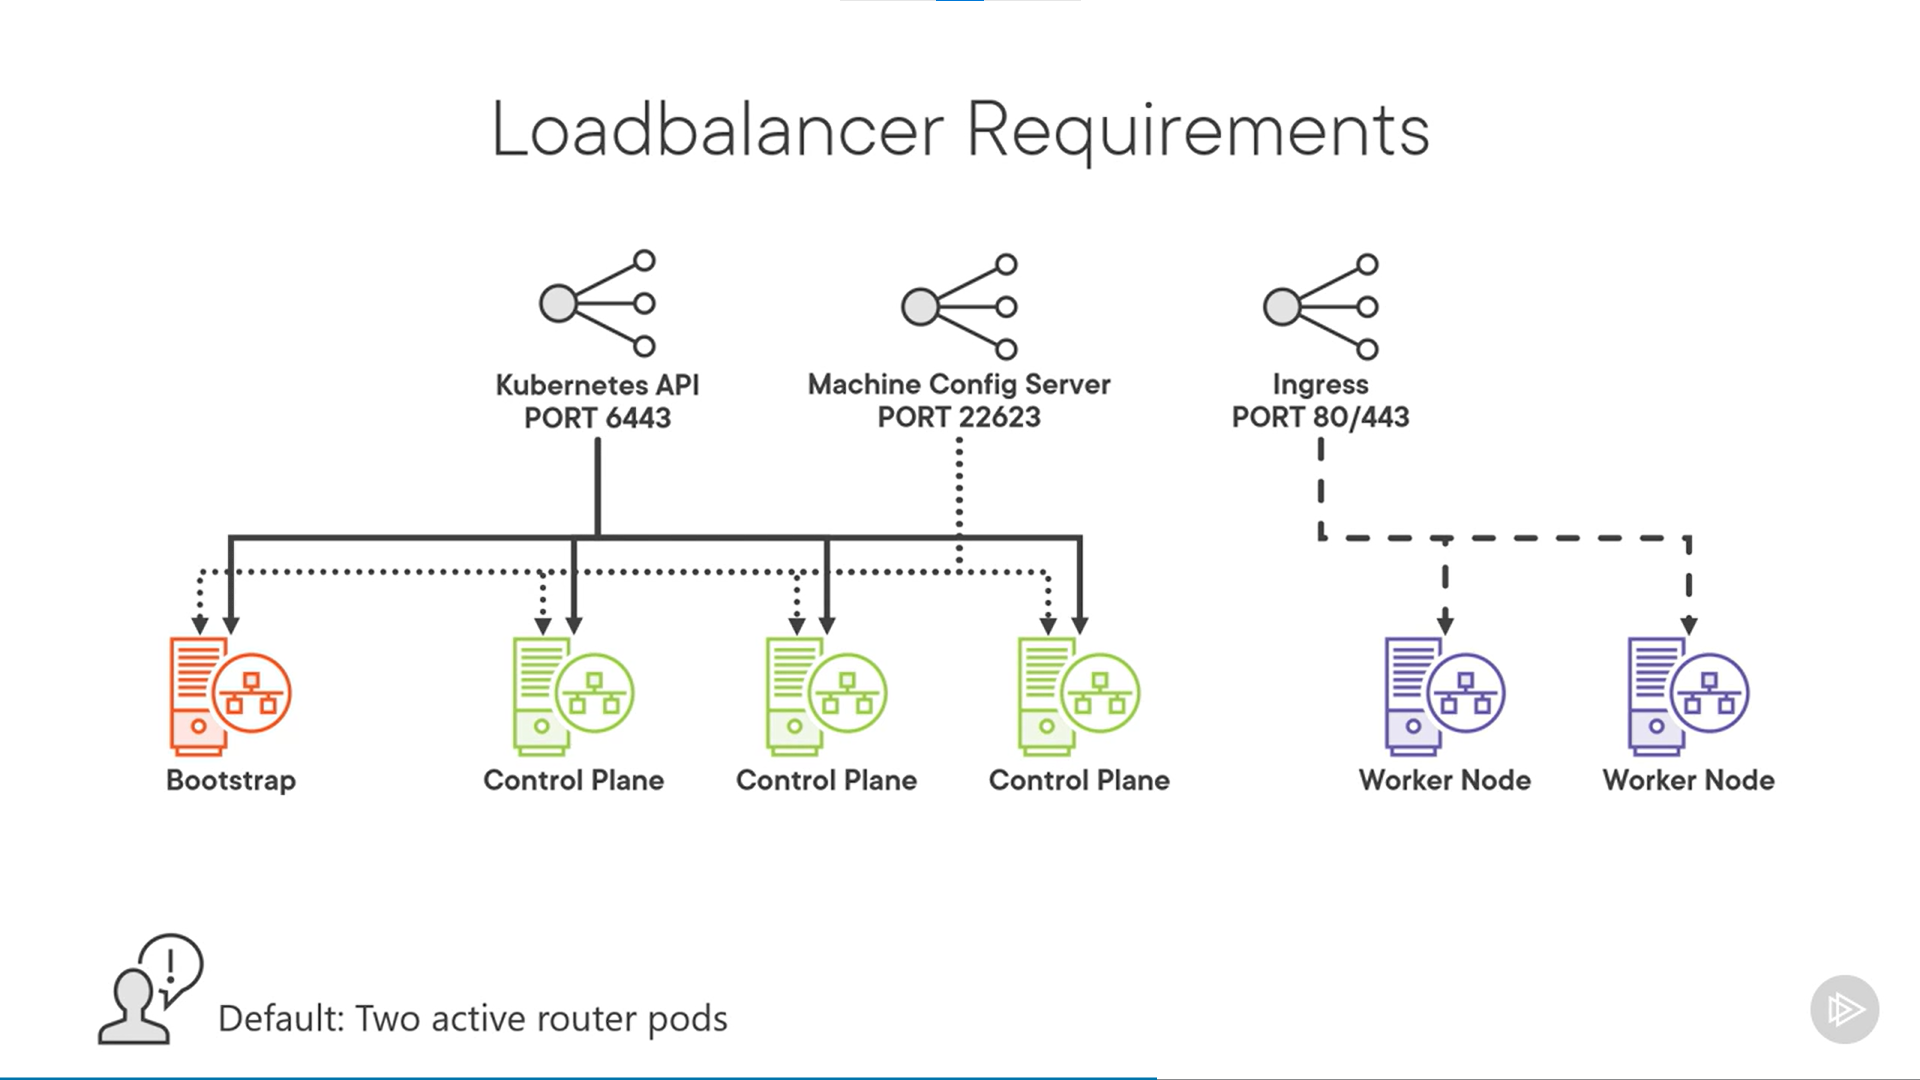 Loadbalancer Requirements
Kubernetes API
PORT 6443
Machine Config Server
PORT 22623
Ingress
PORT 80/443
Bootstrap
Control Plane
Control Plane
Control Plane
Worker Node
Worker Node
!
Default: Two active router pods